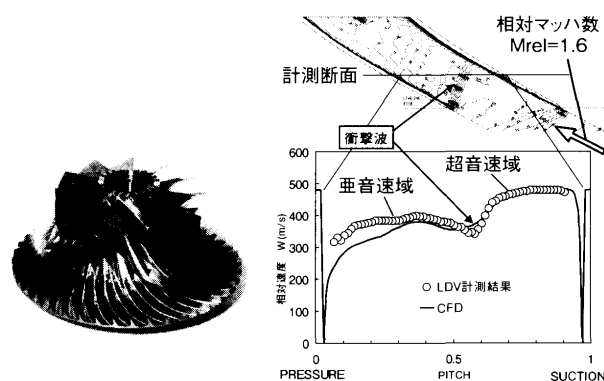 相対マッハ数
Mrel=1.6
計測断面
衝撃波
超音速域
亜音速域
600
500
400
300
200
100
0
相対速度 W(m/s)
○ LDV計測結果
— CFD
0 0.5 1
PRESSURE PITCH SUCTION